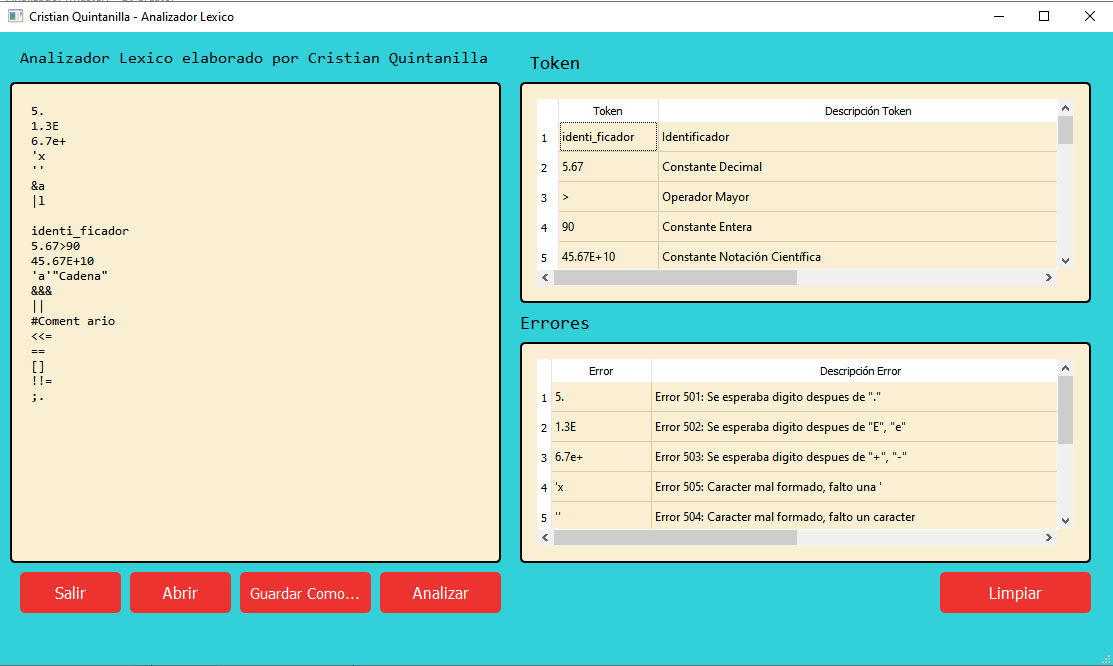 Cristian Quintanilla - Analizador Lexico
Analizador Lexico elaborado por Cristian Quintanilla
5.
1.3E
6.7e+
'x
''
&a
|1
identi_ficador
5.67>90
45.67E+10
'a'"Cadena"
&&&
||
#Coment ario
<<=
==
[]
!!=
;.
Token
Token Descripción Token
1 identi_ficador Identificador
2 5.67 Constante Decimal
3 > Operador Mayor
4 90 Constante Entera
5 45.67E+10 Constante Notación Científica
Errores
Error Descripción Error
1 5. Error 501: Se esperaba digito despues de "."
2 1.3E Error 502: Se esperaba digito despues de "E", "e"
3 6.7e+ Error 503: Se esperaba digito despues de "+", "-"
4 'x Error 505: Caracter mal formado, falto una '
5 '' Error 504: Caracter mal formado, falto un caracter
Salir Abrir Guardar Como... Analizar Limpiar